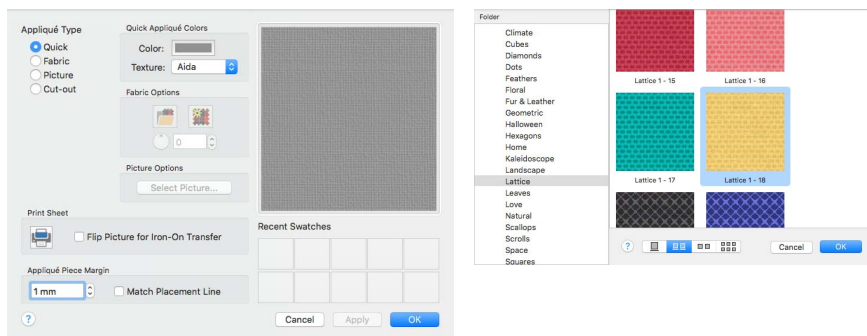 Appliqué Type
Quick
Fabric
Picture
Cut-out
Quick Appliqué Colors
Color:
Texture: Aida
Fabric Options
0
Picture Options
Select Picture...
Print Sheet
Flip Picture for Iron-On Transfer
Appliqué Piece Margin
1 mm
Match Placement Line
Recent Swatches
?
Cancel
Apply
OK
Folder
Climate
Cubes
Diamonds
Dots
Feathers
Floral
Fur & Leather
Geometric
Halloween
Hexagons
Home
Kaleidoscope
Landscape
Lattice
Leaves
Love
Natural
Scallops
Scrolls
Space
Squares
Lattice 1 - 15
Lattice 1 - 16
Lattice 1 - 17
Lattice 1 - 18
?
Cancel
OK